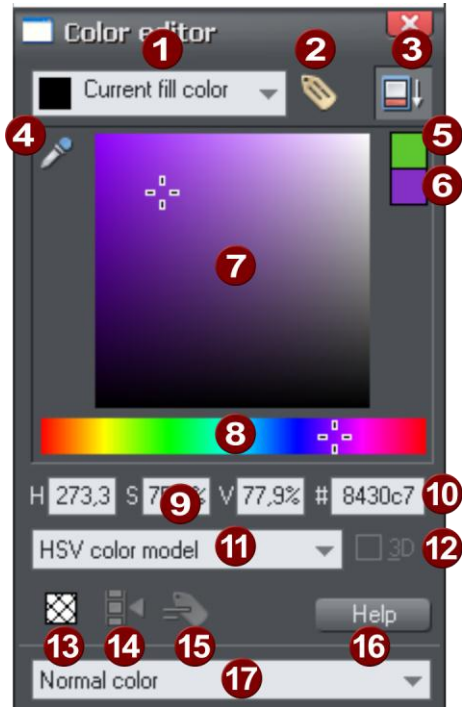 Color editor
1 2 3
Current fill color
4 5
6
7
8
H 273,3 S 75 % V 77,9% # 8430c7 10
9
HSV color model 11 3D 12
Help
13 14 15 16
Normal color 17